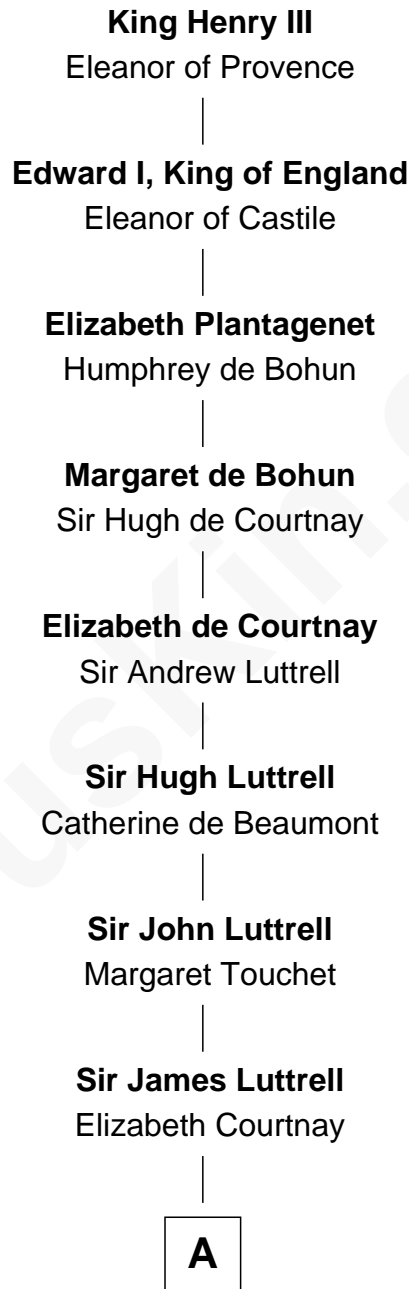 King Henry III
Eleanor of Provence
Edward I, King of England
Eleanor of Castile
Elizabeth Plantagenet
Humphrey de Bohun
Margaret de Bohun
Sir Hugh de Courtnay
Elizabeth de Courtnay
Sir Andrew Luttrell
Sir Hugh Luttrell
Catherine de Beaumont
Sir John Luttrell
Margaret Touchet
Sir James Luttrell
Elizabeth Courtnay
A